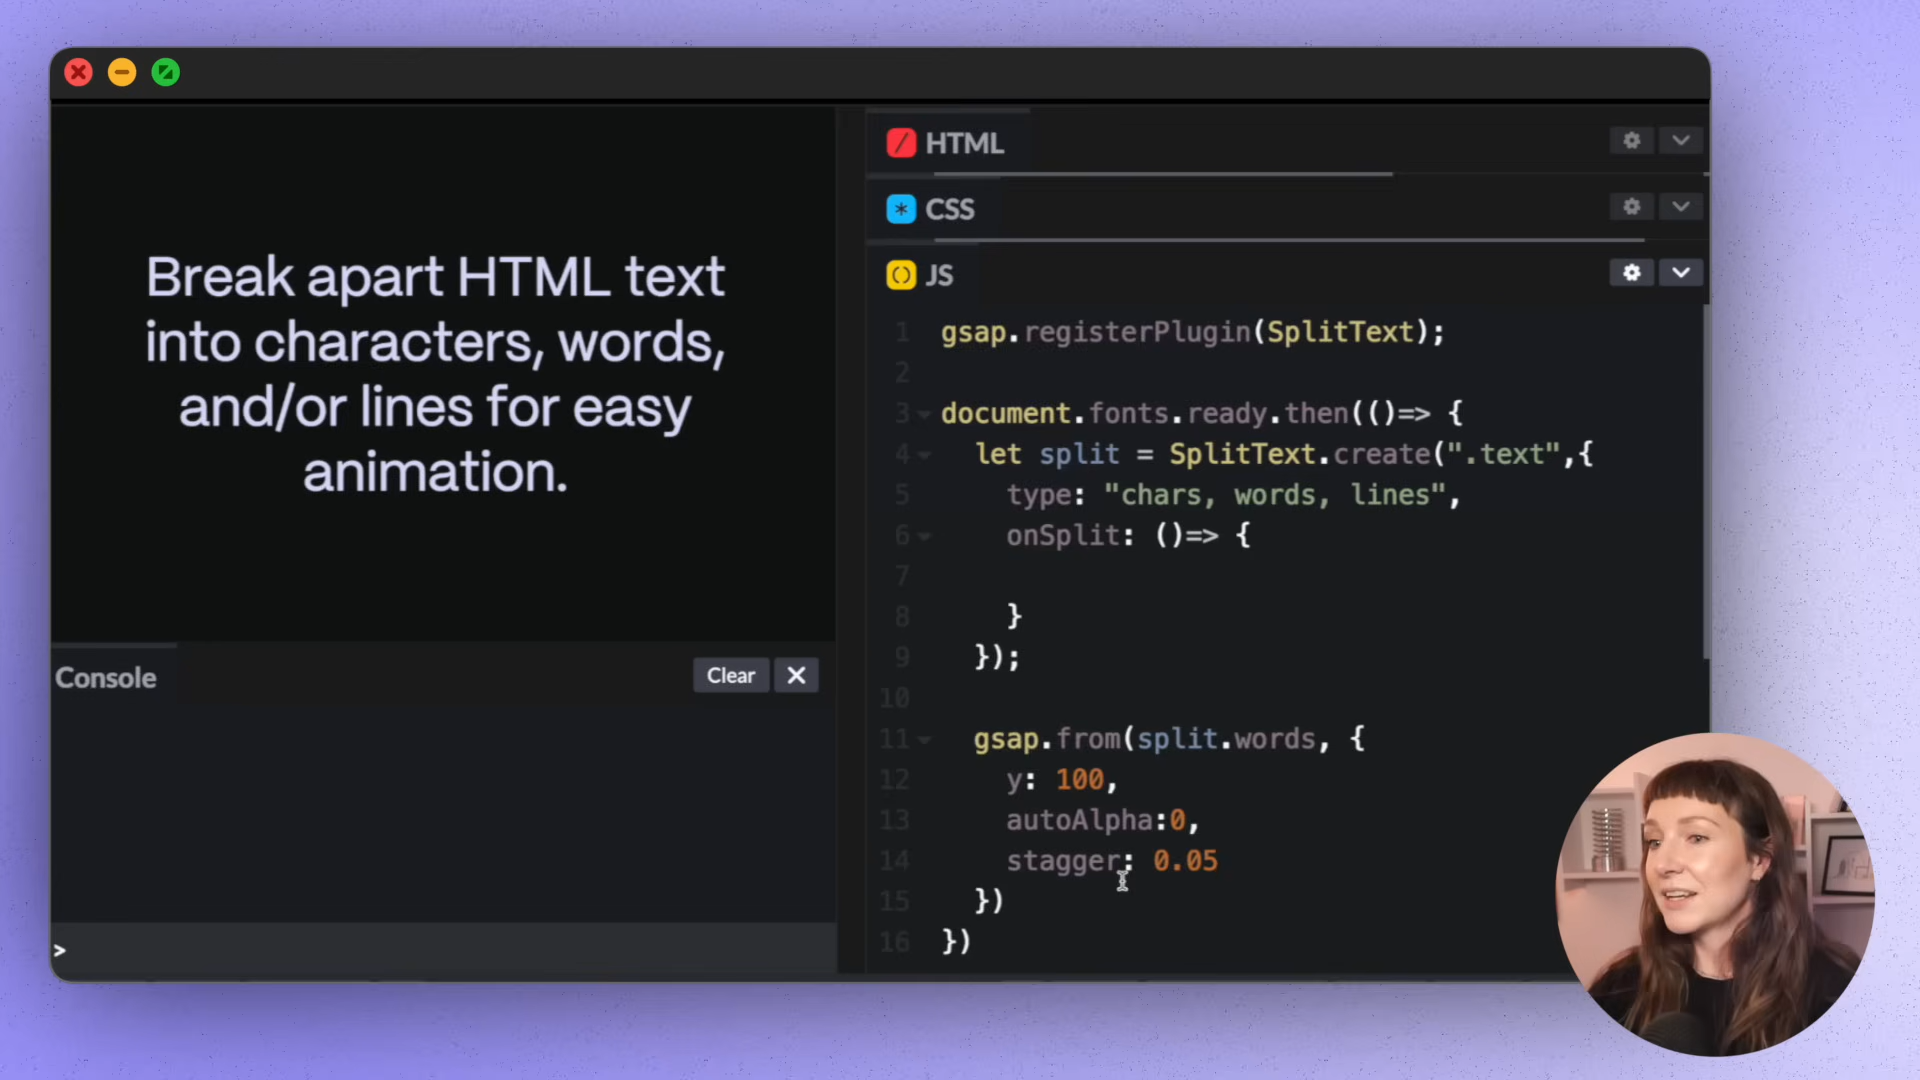 Break apart HTML text
into characters, words,
and/or lines for easy
animation.
Console
Clear
>
HTML
CSS
JS
1 gsap.registerPlugin(SplitText);
2
3 document.fonts.ready.then(()=> {
4 let split = SplitText.create(".text",{
5 type: "chars, words, lines",
6 onSplit: ()=> {
7
8 }
9 });
10
11 gsap.from(split.words, {
12 y: 100,
13 autoAlpha:0,
14 stagger: 0.05
15 })
16 })